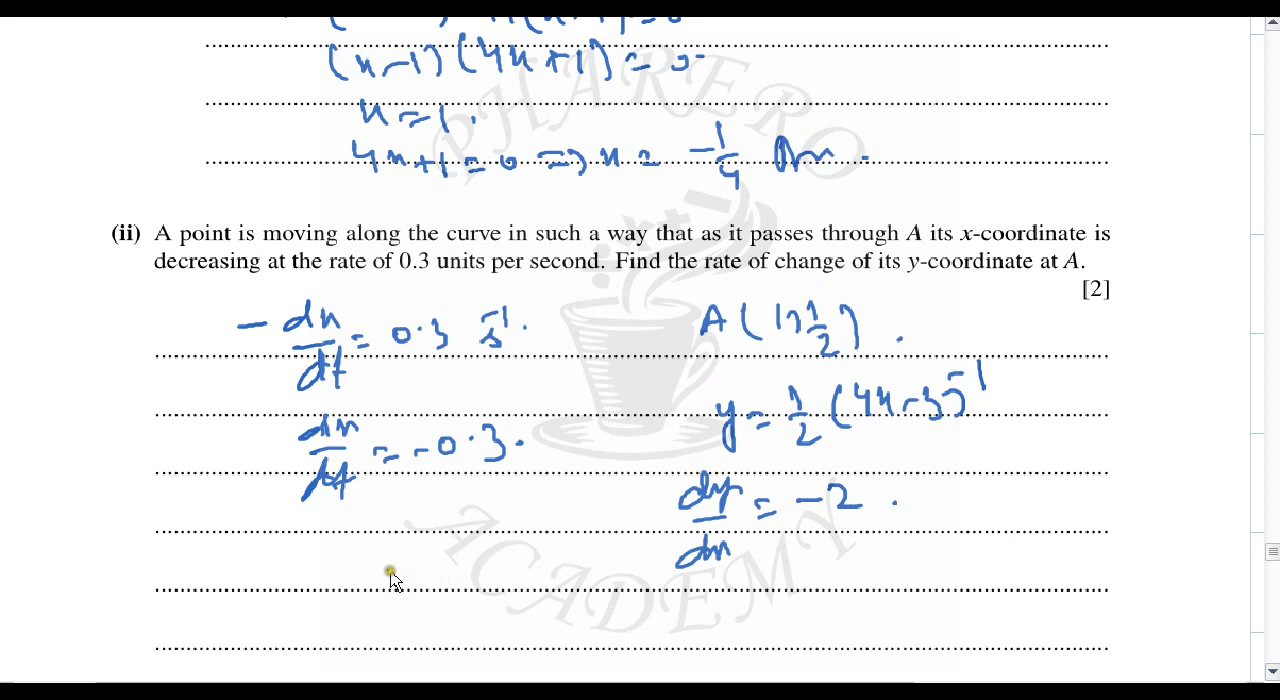 (x-1)(4x+1)=0
x=1.
4x+1=0 => x= -1/4 Am.
(ii) A point is moving along the curve in such a way that as it passes through A its x-coordinate is
decreasing at the rate of 0.3 units per second. Find the rate of change of its y-coordinate at A.
[2]
-dx/dt = 0.3 s⁻¹.
A(1, 1/2).
y = 1/2 (4x-3)⁻¹
dx/dt = -0.3.
dy/dx = -2.
PHARERO
ACADEMY